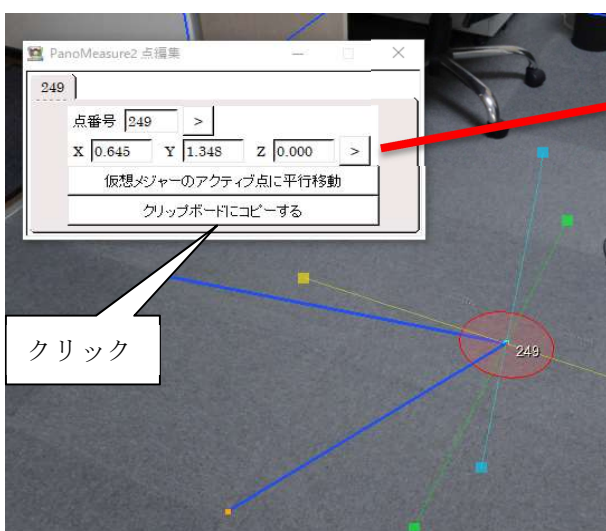 PanoMeasure2 点編集
249
点番号 249 >
X 0.645 Y 1.348 Z 0.000 >
仮想メジャーのアクティブ点に平行移動
クリップボードにコピーする
クリック
249